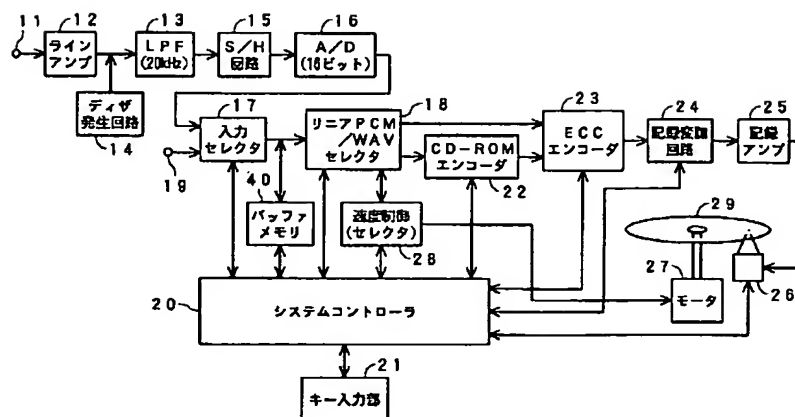 11
12
ライン
アンプ
13
LPF
(20kHz)
15
S/H
回路
16
A/D
(16ビット)
ディザ
発生回路
14
17
入力
セレクタ
19
18
リニアPCM
/WAV
セレクタ
CD-ROM
エンコーダ
22
23
ECC
エンコーダ
24
記録変調
回路
25
記録
アンプ
40
バッファ
メモリ
速度制御
(セレクタ)
28
29
27
モータ
26
20
システムコントローラ
21
キー入力部